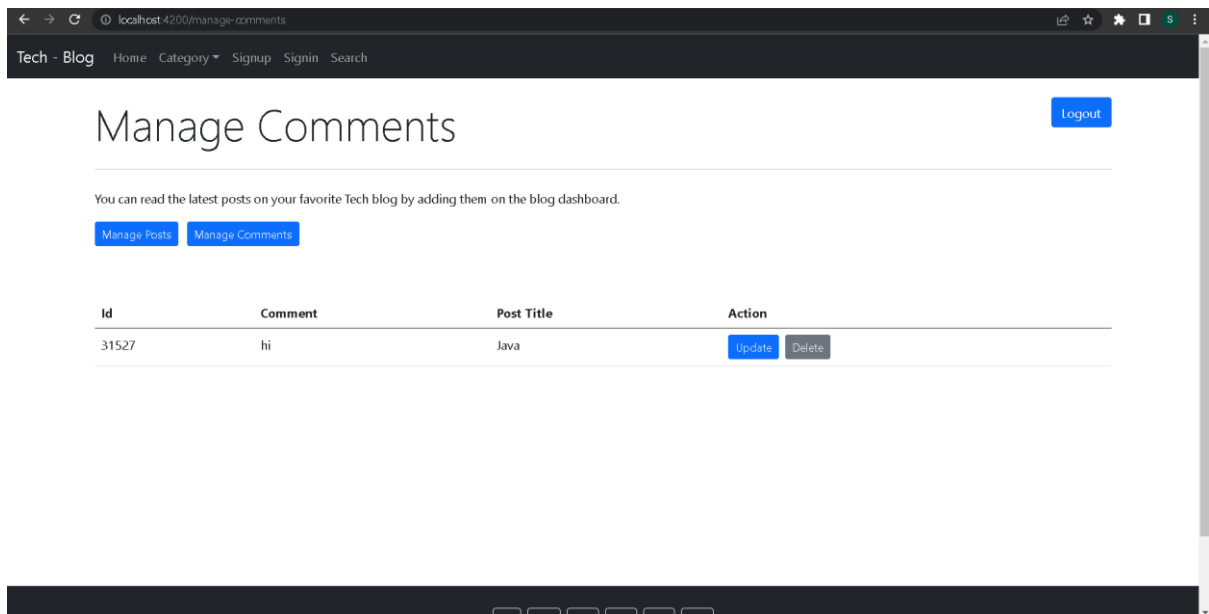 localhost:4200/manage-comments
S
Tech - Blog Home Category Signup Signin Search
Manage Comments
Logout
You can read the latest posts on your favorite Tech blog by adding them on the blog dashboard.
Manage Posts Manage Comments
Id Comment Post Title Action
31527 hi Java Update Delete